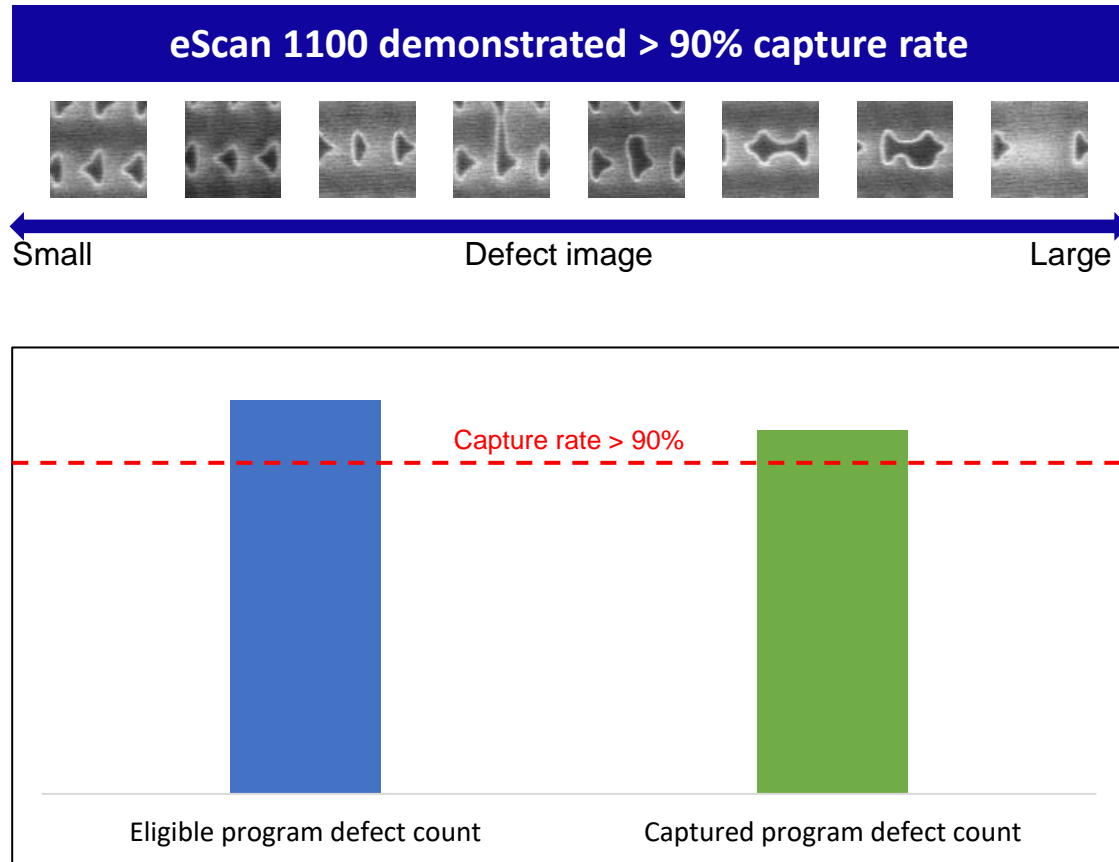 eScan 1100 demonstrated > 90% capture rate
Small Defect image Large
Capture rate > 90%
Eligible program defect count Captured program defect count